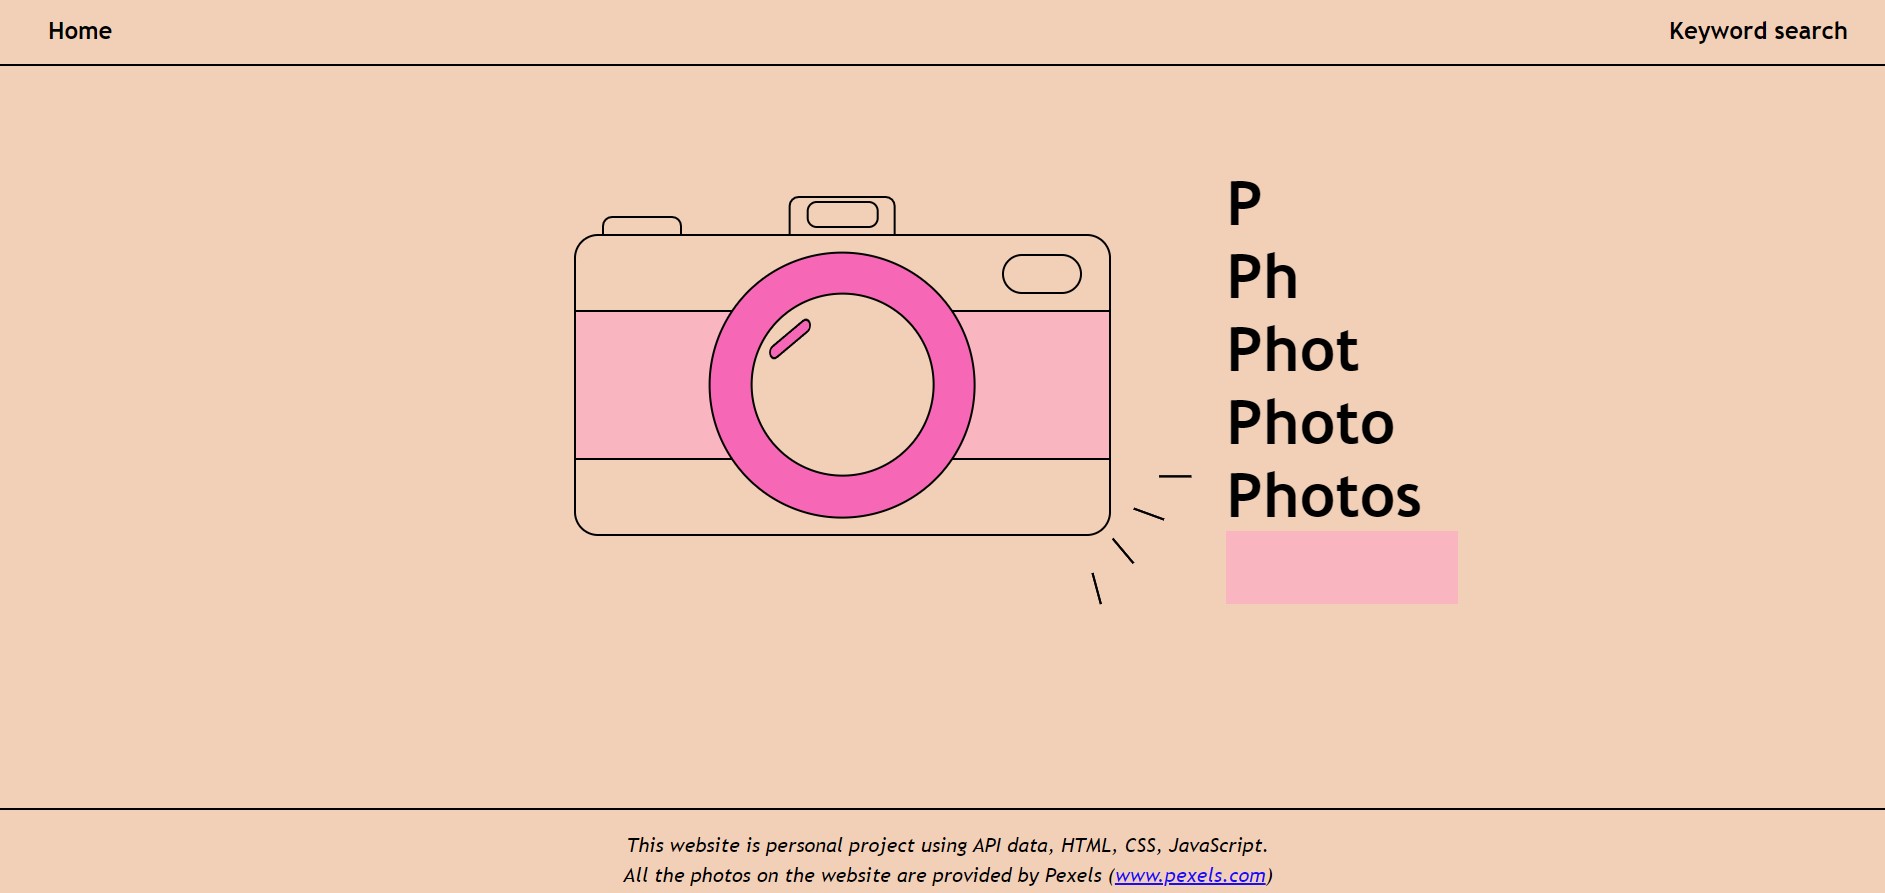 Home
Keyword search
P
Ph
Phot
Photo
Photos
This website is personal project using API data, HTML, CSS, JavaScript.
All the photos on the website are provided by Pexels (www.pexels.com)